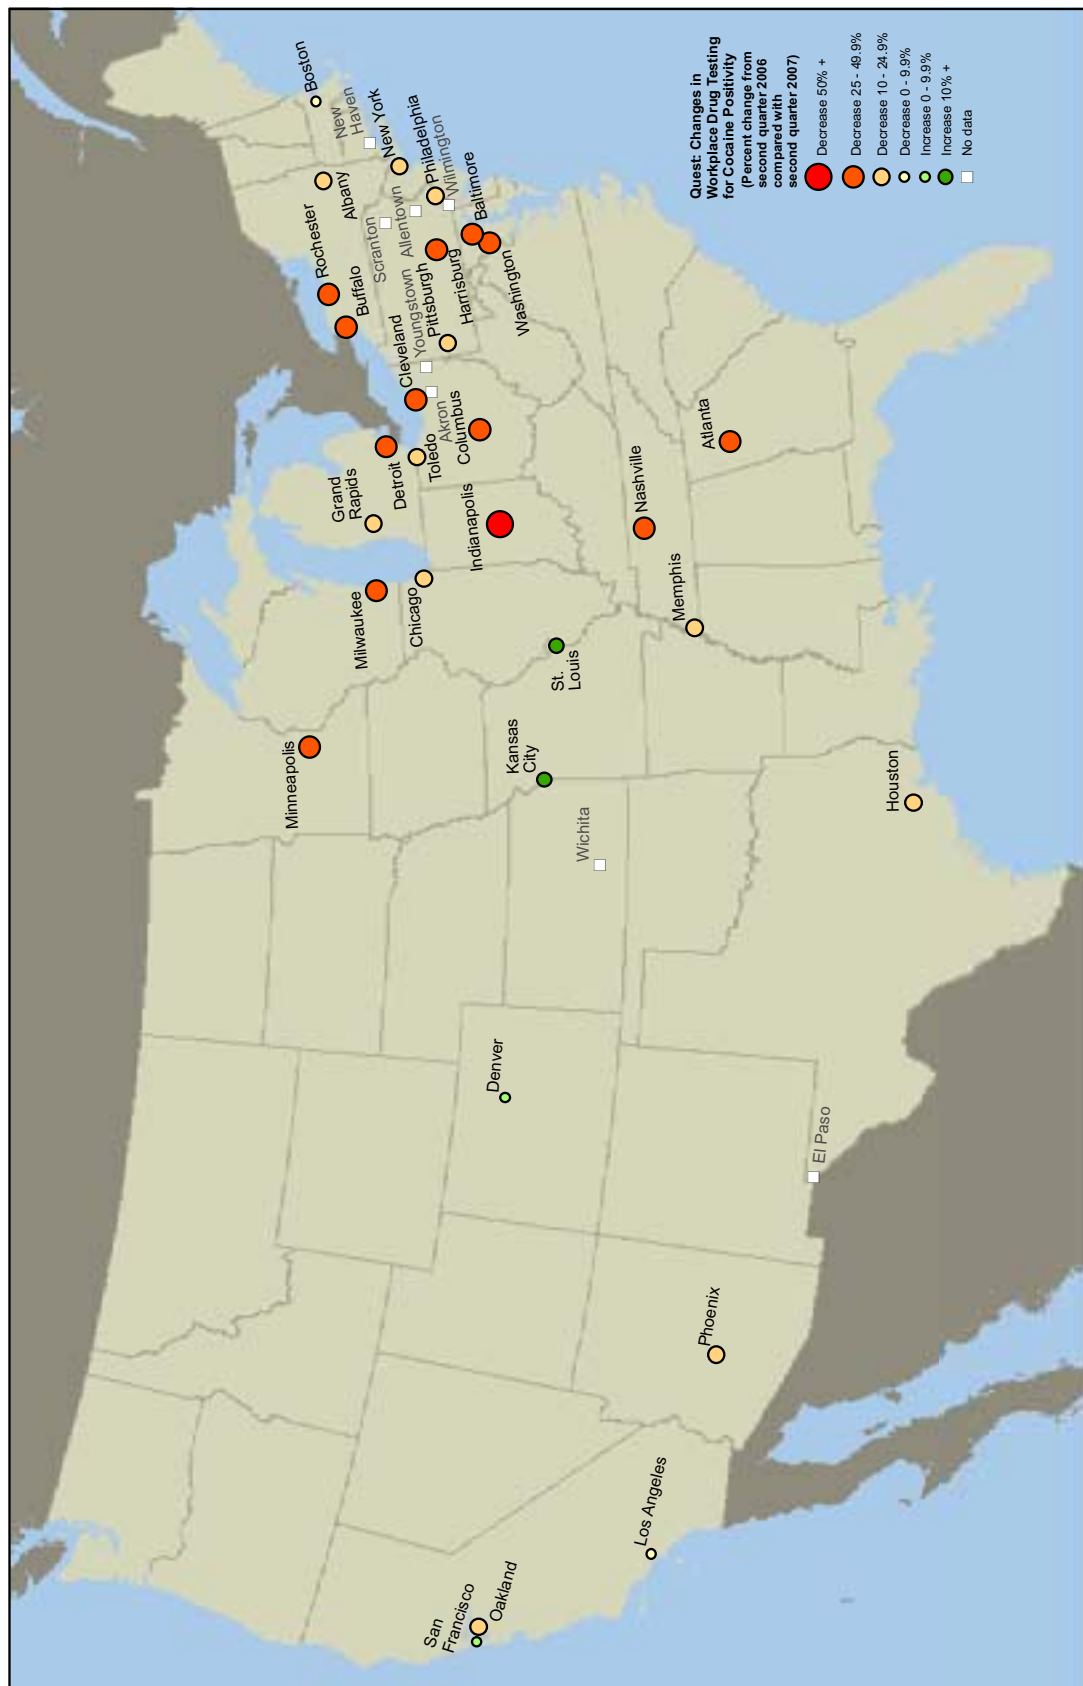 Quest: Changes in
Workplace Drug Testing
for Cocaine Positivity
(Percent change from
second quarter 2006
compared with
second quarter 2007)
Decrease 50% +
Decrease 25 - 49.9%
Decrease 10 - 24.9%
Decrease 0 - 9.9%
Increase 0 - 9.9%
Increase 10% +
No data
Boston
New
Haven
New York
Albany
Philadelphia
Wilmington
Scranton
Allentown
Baltimore
Rochester
Buffalo
Washington
Harrisburg
Pittsburgh
Youngstown
Cleveland
Akron
Columbus
Toledo
Detroit
Grand
Rapids
Indianapolis
Milwaukee
Chicago
Minneapolis
St.
Louis
Kansas
City
Nashville
Memphis
Atlanta
Wichita
Houston
Denver
El Paso
Phoenix
Los Angeles
San
Francisco
Oakland